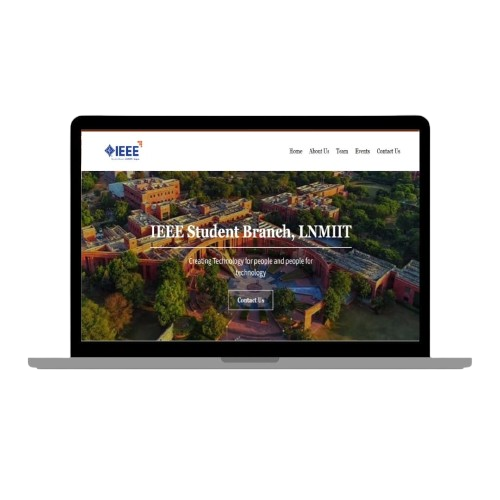 IEEE
Home About Us Team Events Contact Us
IEEE Student Branch, LNMIIT
Creating Technology for people and people for
technology
Contact Us